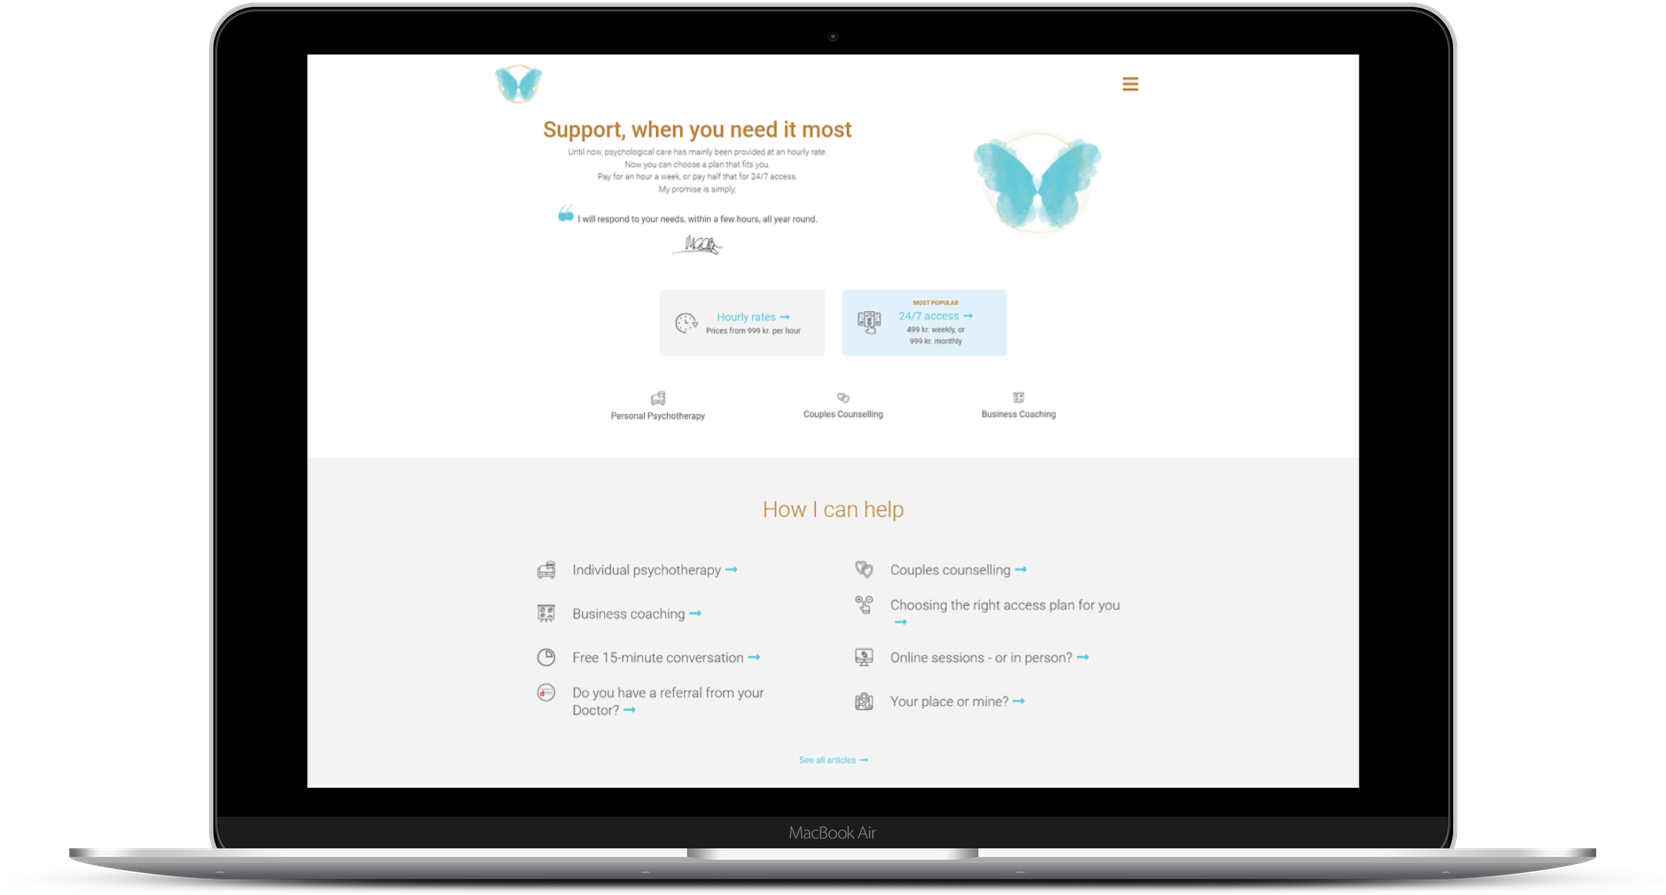 Support, when you need it most
Until now, psychological care has mainly been provided at an hourly rate.
Now you can choose a plan that fits you.
Pay for an hour a week, or pay half that for 24/7 access.
My promise is simply;
I will respond to your needs, within a few hours, all year round.
Hourly rates
Prices from 999 kr. per hour
MOST POPULAR
24/7 access
499 kr. weekly, or
999 kr. monthly
Personal Psychotherapy
Couples Counselling
Business Coaching
How I can help
Individual psychotherapy
Couples counselling
Business coaching
Choosing the right access plan for you
Free 15-minute conversation
Online sessions - or in person?
Do you have a referral from your
Doctor?
Your place or mine?
See all articles
MacBook Air